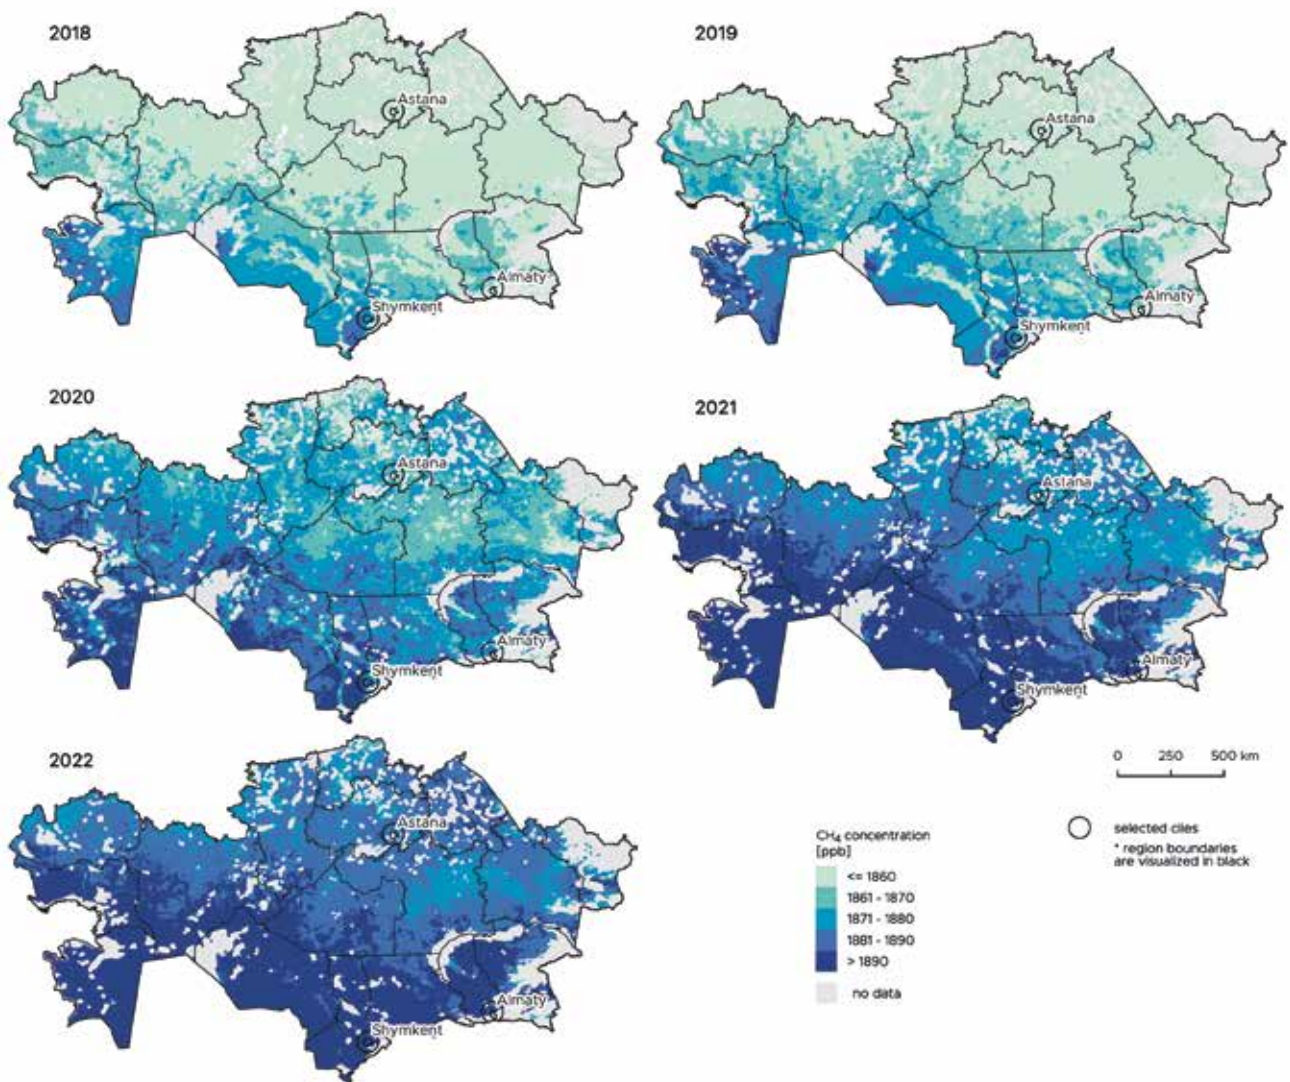 2018
Astana
Almaty
Shymkent
2019
Astana
Almaty
Shymkent
2020
Astana
Almaty
Shymkent
2021
Astana
Almaty
Shymkent
2022
Astana
Almaty
Shymkent
0 250 500 km
CH₄ concentration
[ppb]
<= 1860
1861 - 1870
1871 - 1880
1881 - 1890
> 1890
no data
selected ciles
* region boundaries
are visualized in black